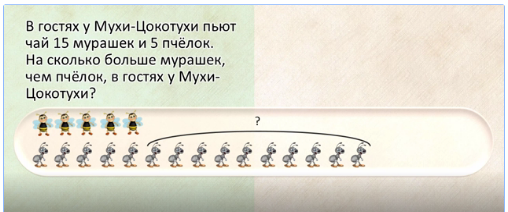 В гостях у Мухи-Цокотухи пьют
чай 15 мурашек и 5 пчёлок.
На сколько больше мурашек,
чем пчёлок, в гостях у Мухи-
Цокотухи?
?